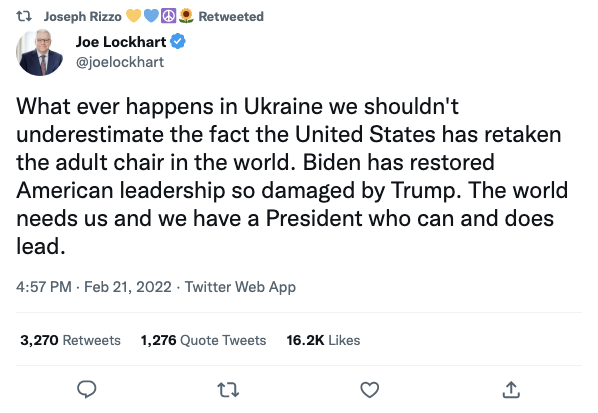 Joseph Rizzo 💛💙☮️🌻 Retweeted
Joe Lockhart
@joelockhart
What ever happens in Ukraine we shouldn't
underestimate the fact the United States has retaken
the adult chair in the world. Biden has restored
American leadership so damaged by Trump. The world
needs us and we have a President who can and does
lead.
4:57 PM · Feb 21, 2022 · Twitter Web App
3,270 Retweets 1,276 Quote Tweets 16.2K Likes